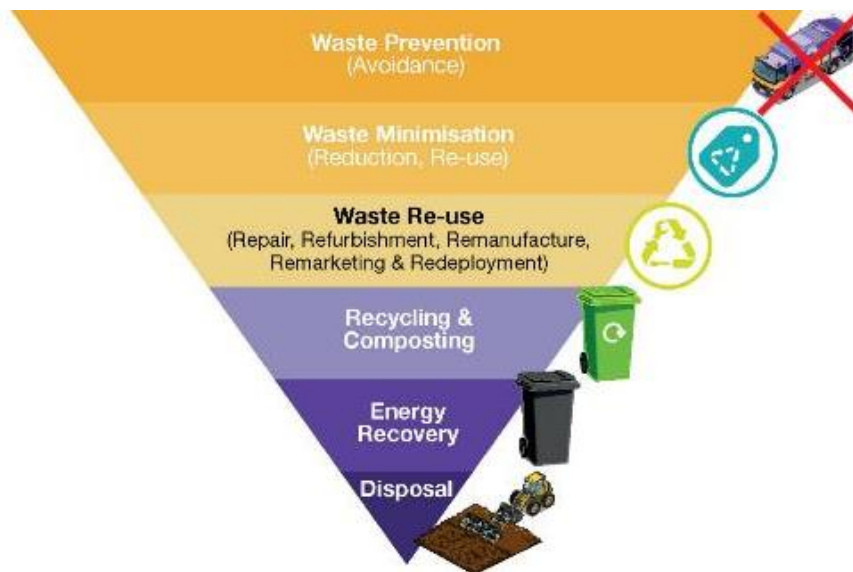 Waste Prevention
(Avoidance)
Waste Minimisation
(Reduction, Re-use)
Waste Re-use
(Repair, Refurbishment, Remanufacture,
Remarketing & Redeployment)
Recycling &
Composting
Energy
Recovery
Disposal